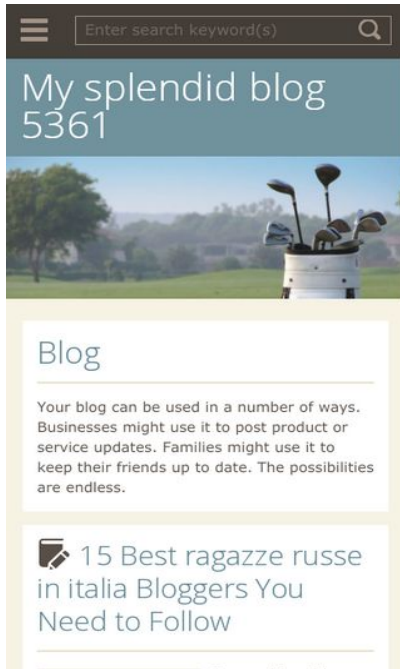 Enter search keyword(s)
My splendid blog
5361
Blog
Your blog can be used in a number of ways.
Businesses might use it to post product or
service updates. Families might use it to
keep their friends up to date. The possibilities
are endless.
15 Best ragazze russe
in italia Bloggers You
Need to Follow